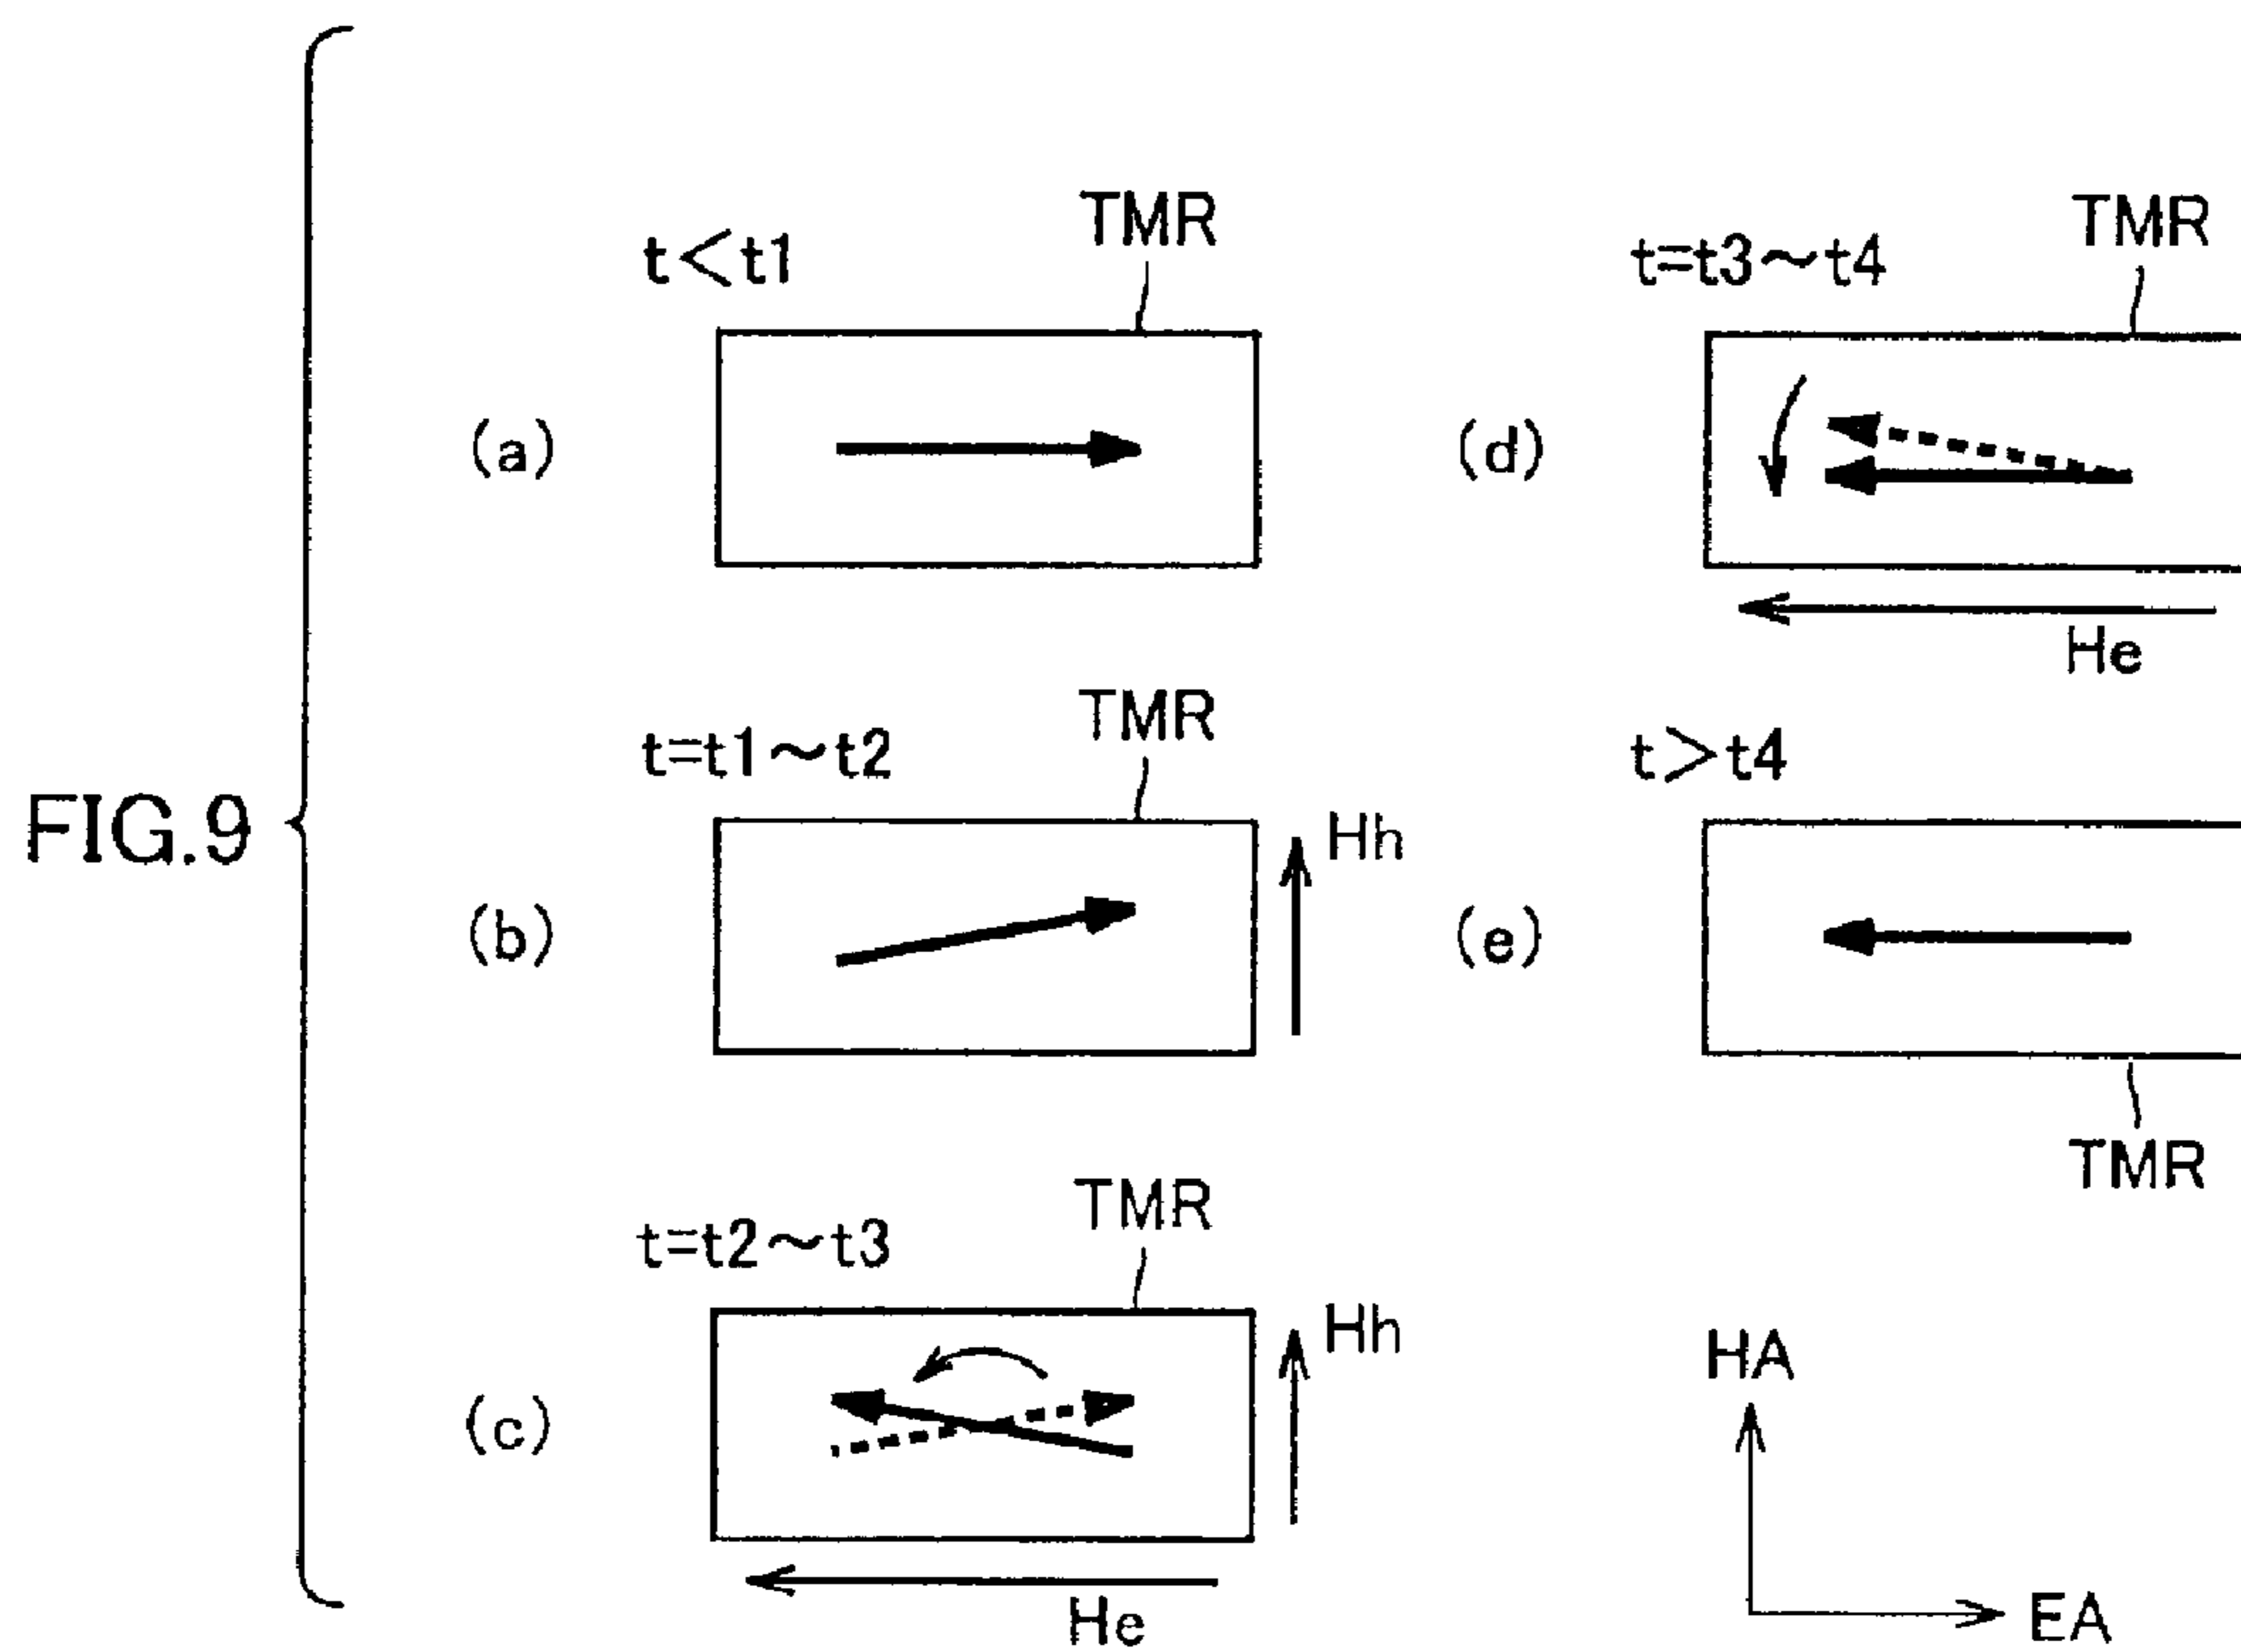 FIG.9
t<t1
TMR
(a)
t=t1~t2
TMR
Hh
(b)
t=t2~t3
TMR
Hh
(c)
He
t=t3~t4
TMR
(d)
He
t>t4
(e)
TMR
HA
EA